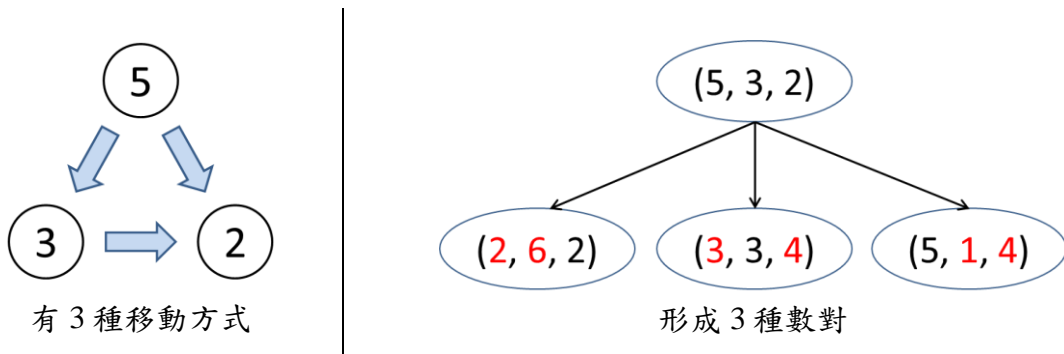 5
3
2
有 3 種移動方式
(5, 3, 2)
(2, 6, 2)
(3, 3, 4)
(5, 1, 4)
形成 3 種數對